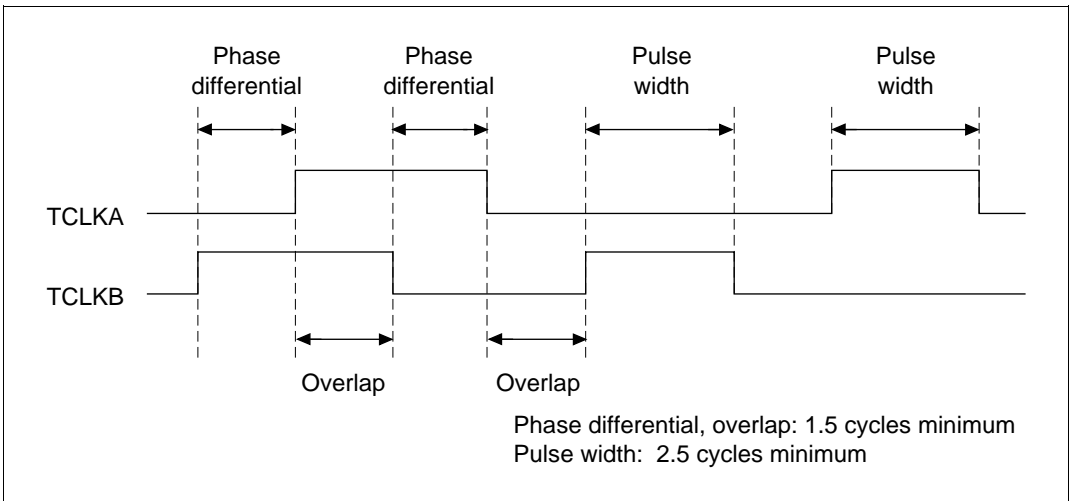 Phase
differential
Phase
differential
Pulse
width
Pulse
width
TCLKA
TCLKB
Overlap
Overlap
Phase differential, overlap: 1.5 cycles minimum
Pulse width:  2.5 cycles minimum